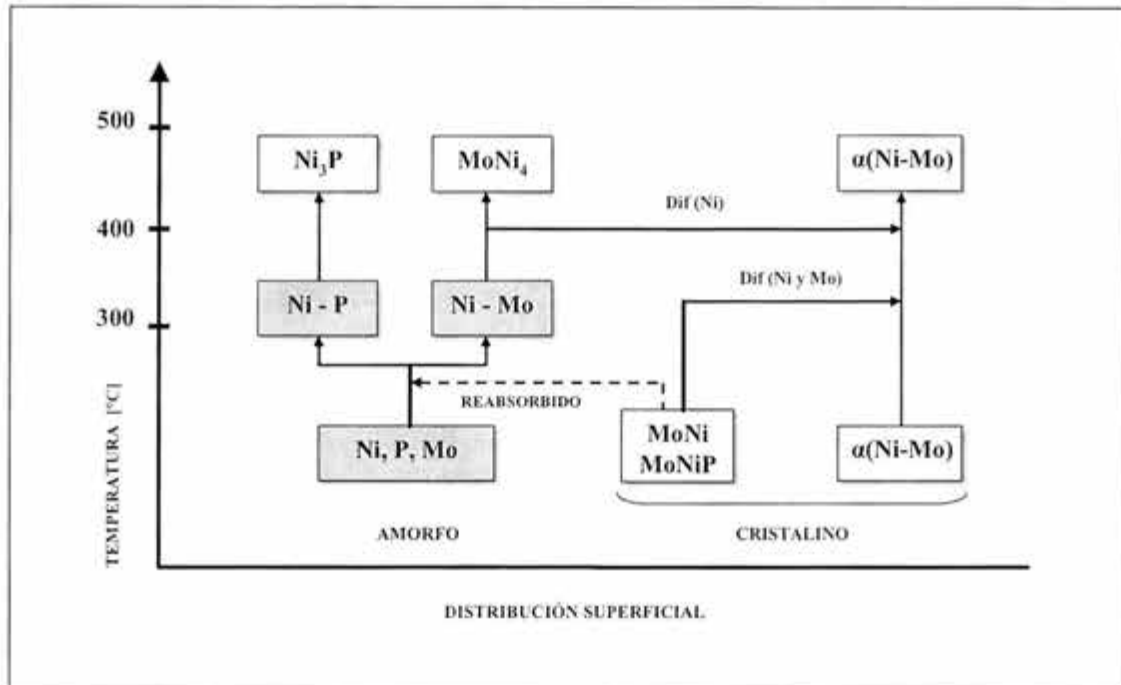 500
Ni₃P
MoNi₄
α(Ni-Mo)
Dif (Ni)
400
Dif (Ni y Mo)
Ni - P
Ni - Mo
300
REABSORBIDO
Ni, P, Mo
MoNi
MoNiP
α(Ni-Mo)
TEMPERATURA [°C]
AMORFO
CRISTALINO
DISTRIBUCIÓN SUPERFICIAL